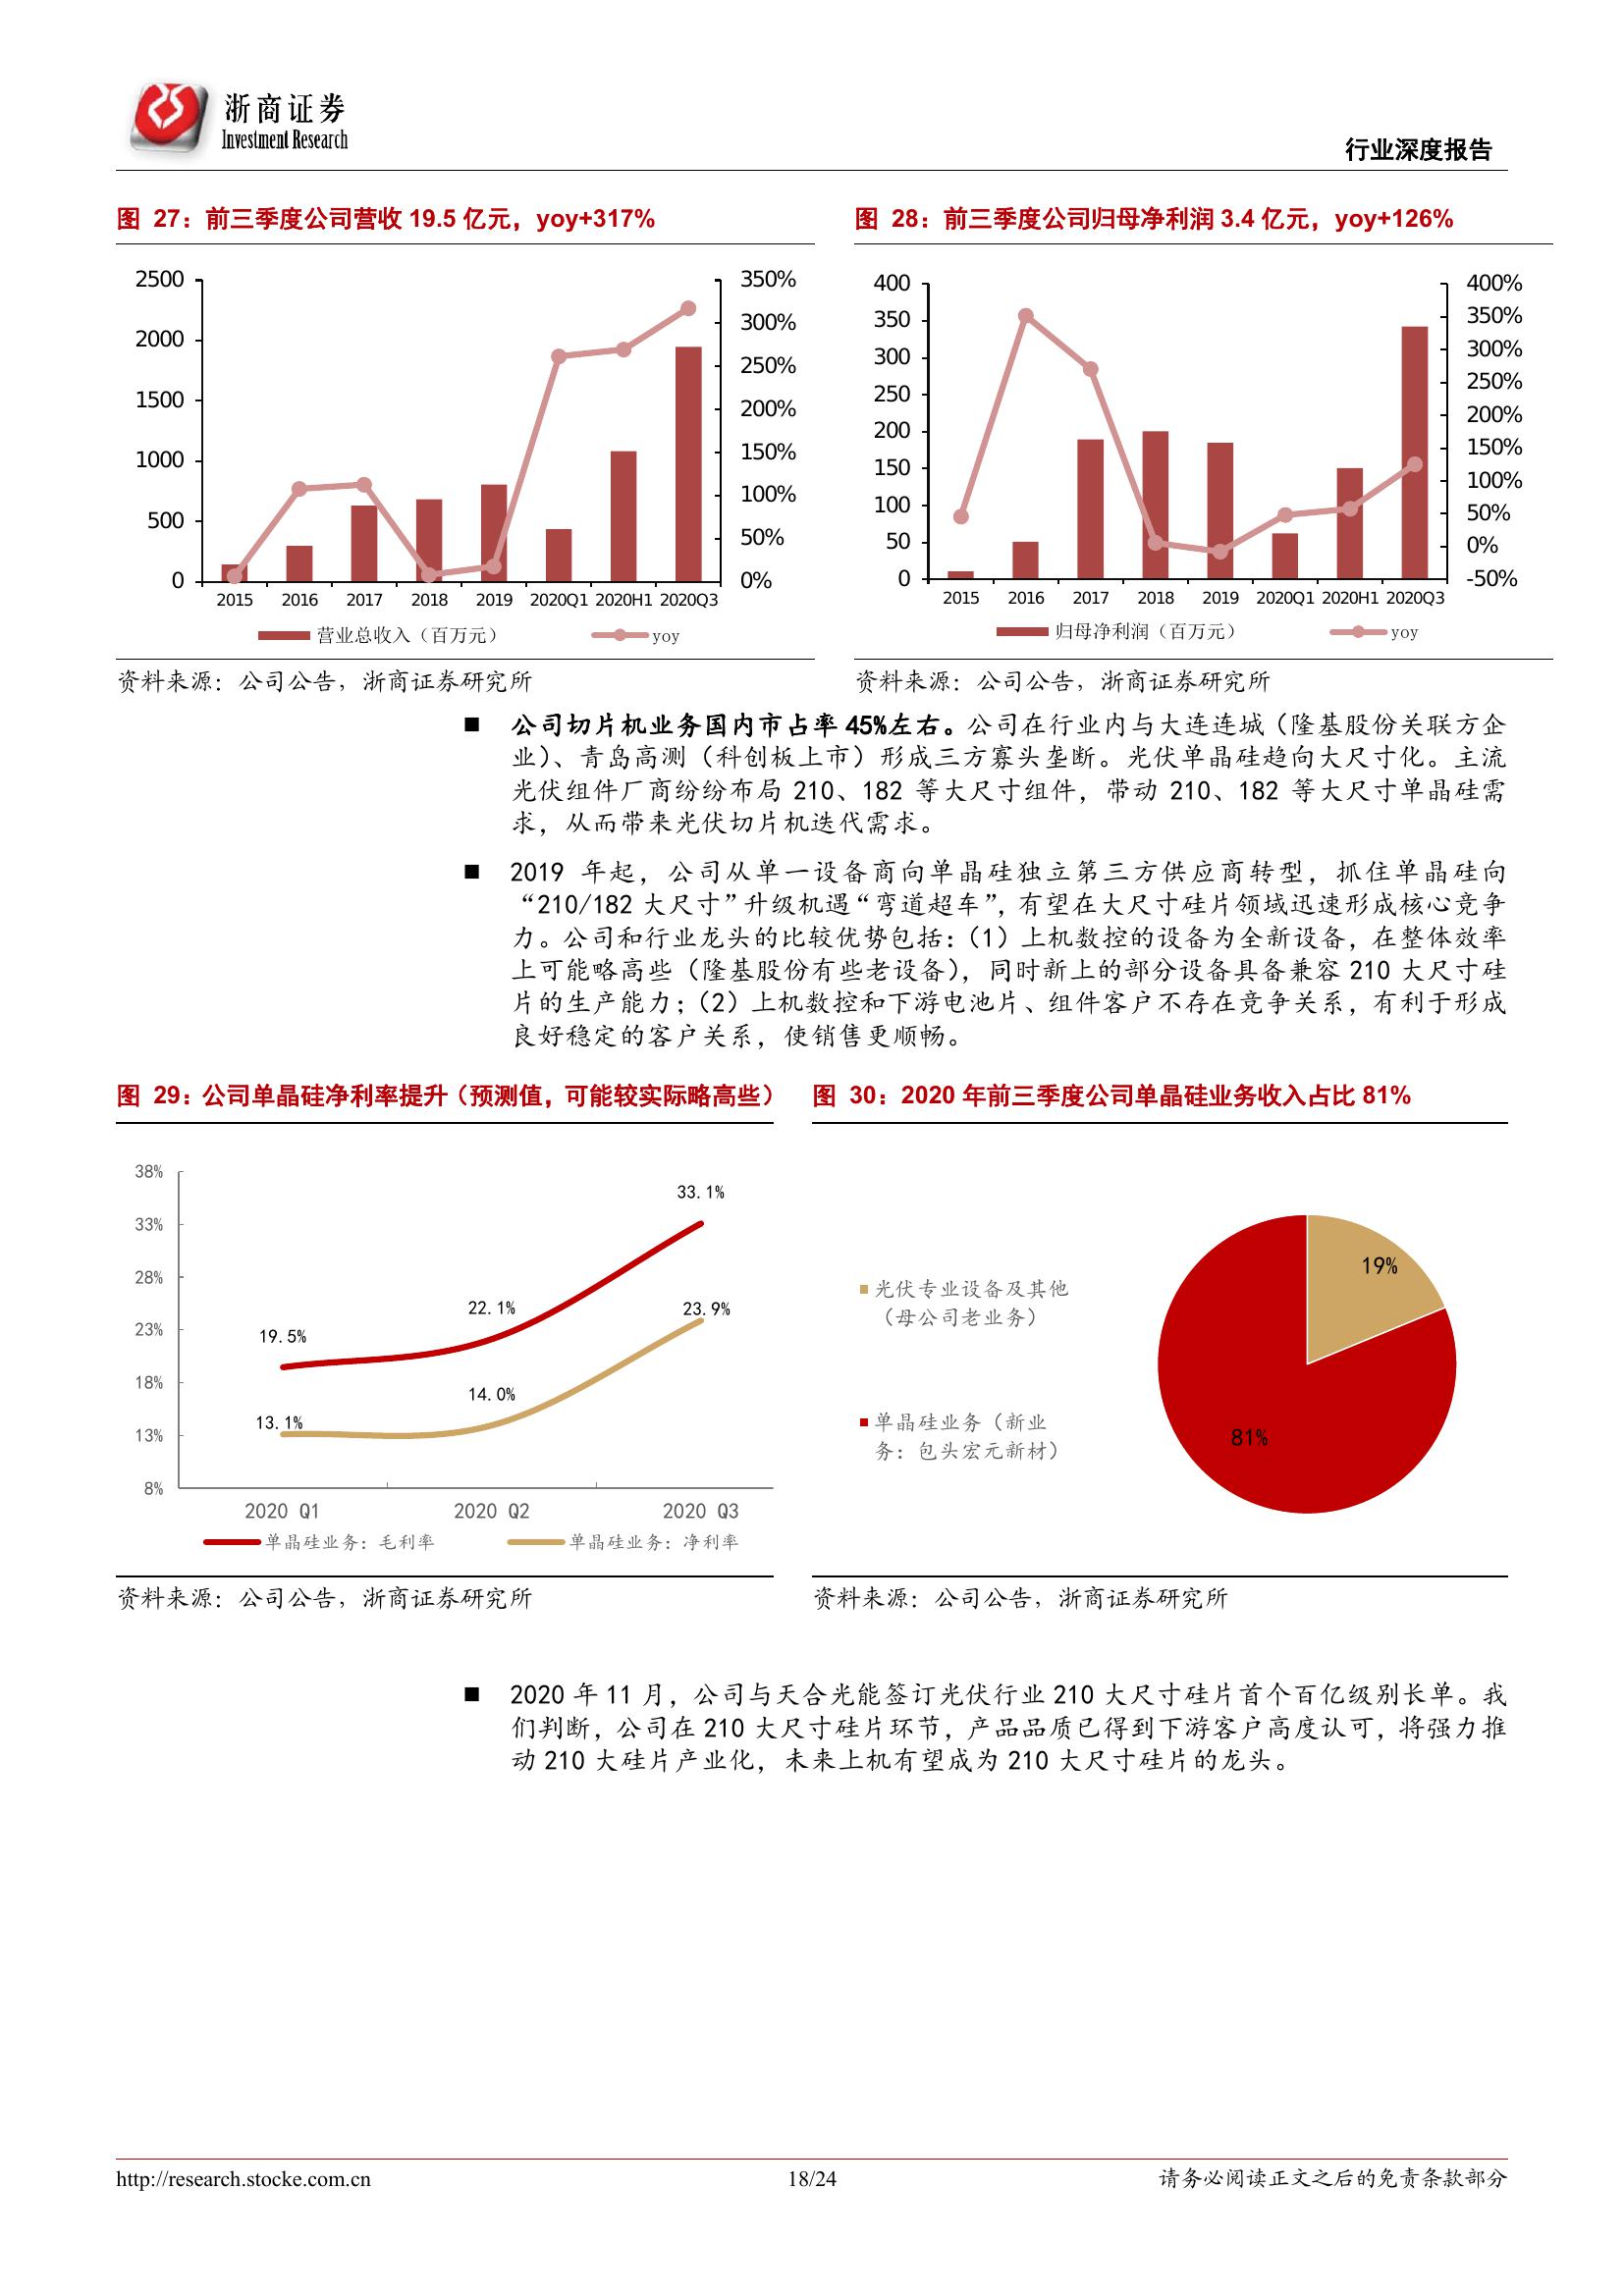 浙商证券
Investment Research
行业深度报告
图 27：前三季度公司营收 19.5 亿元，yoy+317%
2500
2000
1500
1000
500
0
350%
300%
250%
200%
150%
100%
50%
0%
2015 2016 2017 2018 2019 2020Q1 2020H1 2020Q3
营业总收入（百万元） yoy
资料来源：公司公告，浙商证券研究所
图 28：前三季度公司归母净利润 3.4 亿元，yoy+126%
400
350
300
250
200
150
100
50
0
400%
350%
300%
250%
200%
150%
100%
50%
0%
-50%
2015 2016 2017 2018 2019 2020Q1 2020H1 2020Q3
归母净利润（百万元） yoy
资料来源：公司公告，浙商证券研究所
■ 公司切片机业务国内市占率 45%左右。公司在行业内与大连连城（隆基股份关联方企
业）、青岛高测（科创板上市）形成三方寡头垄断。光伏单晶硅趋向大尺寸化。主流
光伏组件厂商纷纷布局 210、182 等大尺寸组件，带动 210、182 等大尺寸单晶硅需
求，从而带来光伏切片机迭代需求。
■ 2019 年起，公司从单一设备商向单晶硅独立第三方供应商转型，抓住单晶硅向
“210/182 大尺寸”升级机遇“弯道超车”，有望在大尺寸硅片领域迅速形成核心竞争
力。公司和行业龙头的比较优势包括：（1）上机数控的设备为全新设备，在整体效率
上可能略高些（隆基股份有些老设备），同时新上的部分设备具备兼容 210 大尺寸硅
片的生产能力；（2）上机数控和下游电池片、组件客户不存在竞争关系，有利于形成
良好稳定的客户关系，使销售更顺畅。
图 29：公司单晶硅净利率提升（预测值，可能较实际略高些）
38%
33%
28%
23%
18%
13%
8%
19.5%
22.1%
33.1%
13.1%
14.0%
23.9%
2020 Q1 2020 Q2 2020 Q3
单晶硅业务：毛利率 单晶硅业务：净利率
资料来源：公司公告，浙商证券研究所
图 30：2020 年前三季度公司单晶硅业务收入占比 81%
光伏专业设备及其他
（母公司老业务）
单晶硅业务（新业
务：包头宏元新材）
19%
81%
资料来源：公司公告，浙商证券研究所
■ 2020 年 11 月，公司与天合光能签订光伏行业 210 大尺寸硅片首个百亿级别长单。我
们判断，公司在 210 大尺寸硅片环节，产品品质已得到下游客户高度认可，将强力推
动 210 大硅片产业化，未来上机有望成为 210 大尺寸硅片的龙头。
http://research.stocke.com.cn
18/24
请务必阅读正文之后的免责条款部分